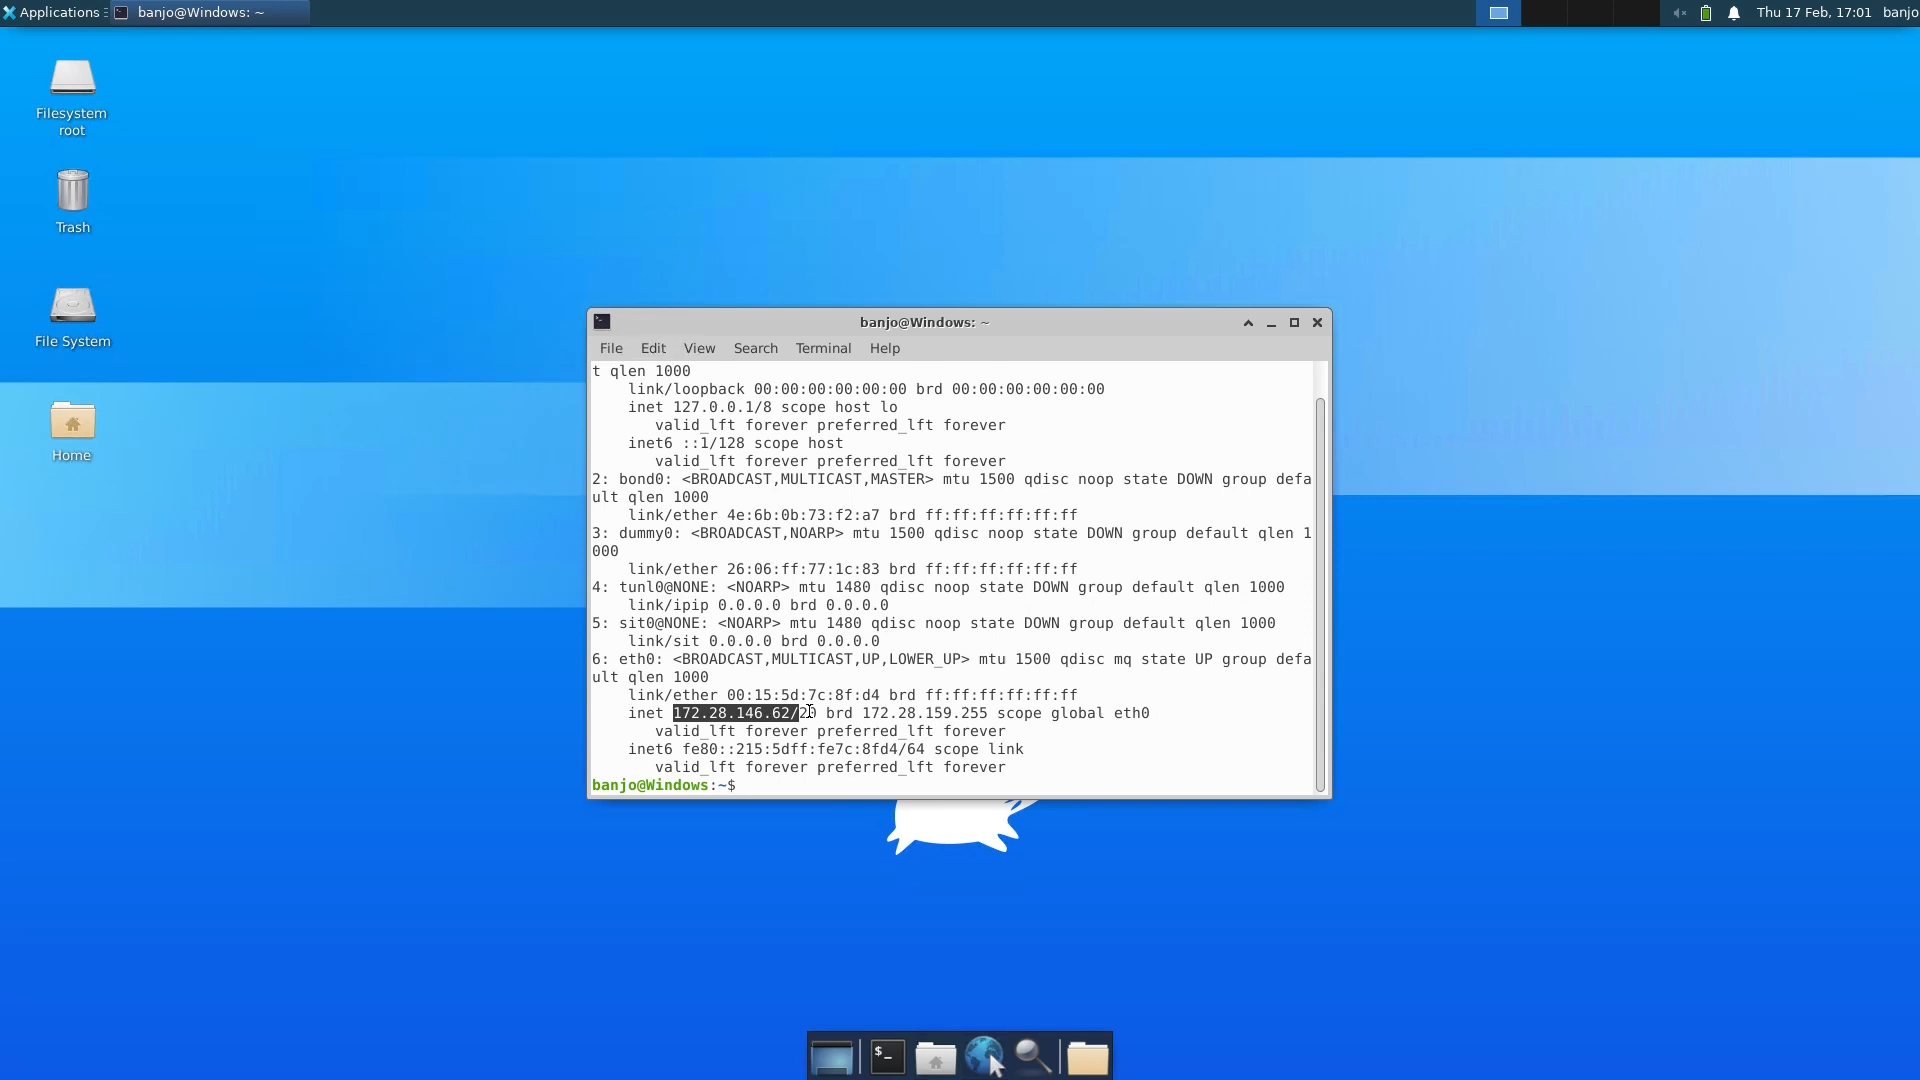 Applications
banjo@Windows: ~
Thu 17 Feb, 17:01
banjo
Filesystem
root
Trash
File System
Home
banjo@Windows: ~
File Edit View Search Terminal Help
t qlen 1000
    link/loopback 00:00:00:00:00:00 brd 00:00:00:00:00:00
    inet 127.0.0.1/8 scope host lo
       valid_lft forever preferred_lft forever
    inet6 ::1/128 scope host
       valid_lft forever preferred_lft forever
2: bond0: <BROADCAST,MULTICAST,MASTER> mtu 1500 qdisc noop state DOWN group defa
ult qlen 1000
    link/ether 4e:6b:0b:73:f2:a7 brd ff:ff:ff:ff:ff:ff
3: dummy0: <BROADCAST,NOARP> mtu 1500 qdisc noop state DOWN group default qlen 1
000
    link/ether 26:06:ff:77:1c:83 brd ff:ff:ff:ff:ff:ff
4: tunl0@NONE: <NOARP> mtu 1480 qdisc noop state DOWN group default qlen 1000
    link/ipip 0.0.0.0 brd 0.0.0.0
5: sit0@NONE: <NOARP> mtu 1480 qdisc noop state DOWN group default qlen 1000
    link/sit 0.0.0.0 brd 0.0.0.0
6: eth0: <BROADCAST,MULTICAST,UP,LOWER_UP> mtu 1500 qdisc mq state UP group defa
ult qlen 1000
    link/ether 00:15:5d:7c:8f:d4 brd ff:ff:ff:ff:ff:ff
    inet 172.28.146.62/20 brd 172.28.159.255 scope global eth0
       valid_lft forever preferred_lft forever
    inet6 fe80::215:5dff:fe7c:8fd4/64 scope link
       valid_lft forever preferred_lft forever
banjo@Windows:~$
$_